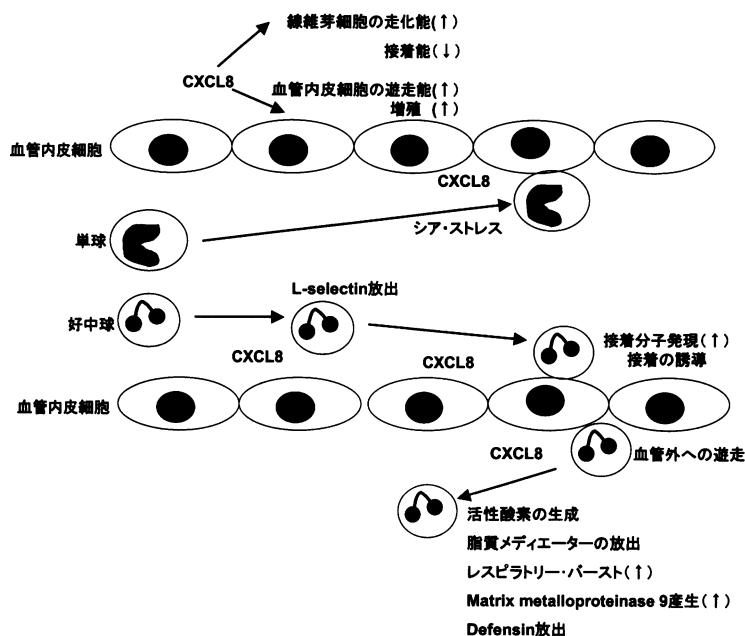 線維芽細胞の走化能(↑)
接着能(↓)
CXCL8
血管内皮細胞の遊走能(↑)
増殖 (↑)
血管内皮細胞
CXCL8
単球
シア・ストレス
L-selectin放出
好中球
接着分子発現(↑)
接着の誘導
CXCL8
CXCL8
血管内皮細胞
CXCL8
血管外への遊走
活性酸素の生成
脂質メディエーターの放出
レスピラトリー・バースト(↑)
Matrix metalloproteinase 9産生(↑)
Defensin放出